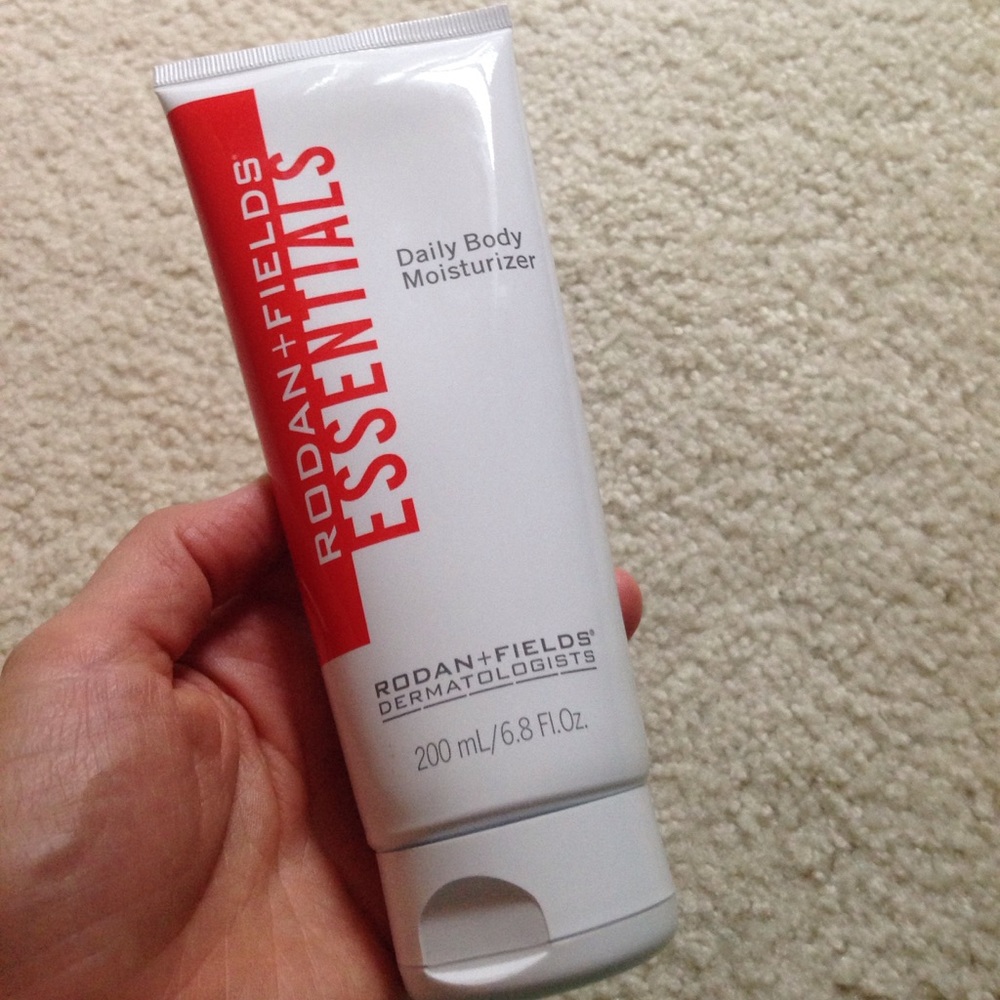 RODAN+FIELDS®
ESSENTIALS
Daily Body
Moisturizer
RODAN+FIELDS®
DERMATOLOGISTS
200 mL/6.8 Fl.Oz.